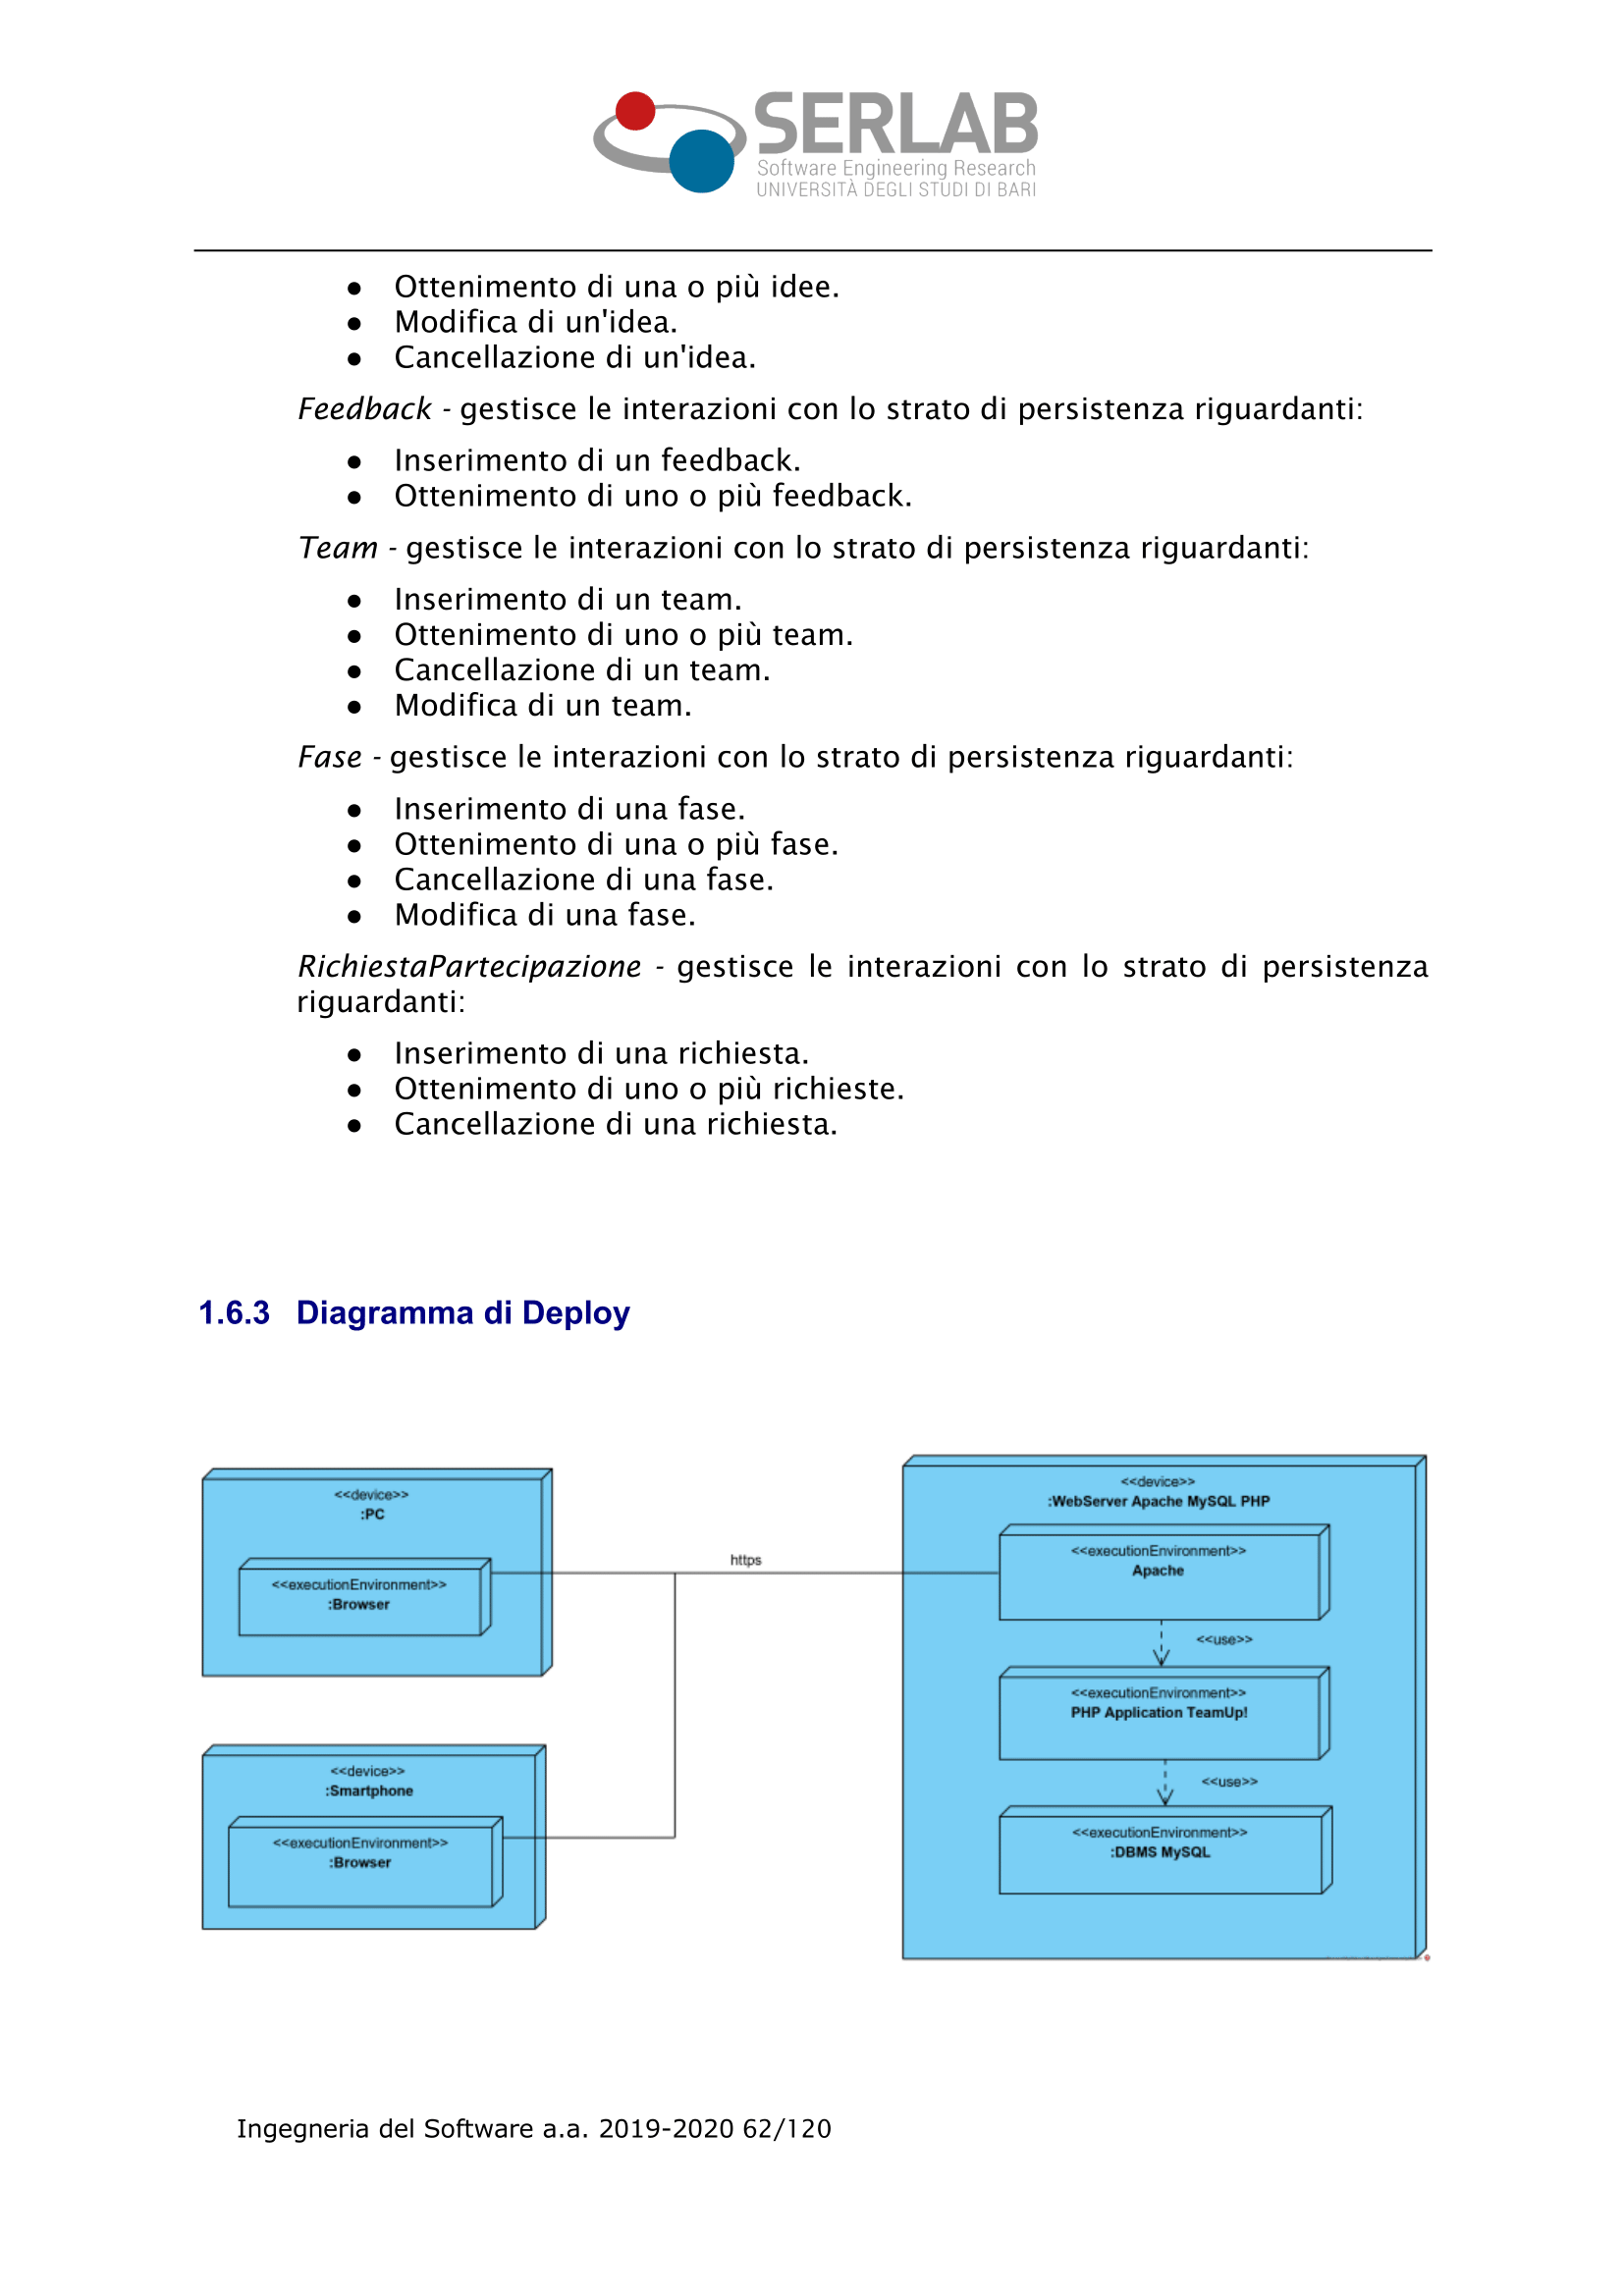 SERLAB
Software Engineering Research
UNIVERSITÀ DEGLI STUDI DI BARI
● Ottenimento di una o più idee.
● Modifica di un'idea.
● Cancellazione di un'idea.
Feedback - gestisce le interazioni con lo strato di persistenza riguardanti:
● Inserimento di un feedback.
● Ottenimento di uno o più feedback.
Team - gestisce le interazioni con lo strato di persistenza riguardanti:
● Inserimento di un team.
● Ottenimento di uno o più team.
● Cancellazione di un team.
● Modifica di un team.
Fase - gestisce le interazioni con lo strato di persistenza riguardanti:
● Inserimento di una fase.
● Ottenimento di una o più fase.
● Cancellazione di una fase.
● Modifica di una fase.
RichiestaPartecipazione - gestisce le interazioni con lo strato di persistenza
riguardanti:
● Inserimento di una richiesta.
● Ottenimento di uno o più richieste.
● Cancellazione di una richiesta.
1.6.3 Diagramma di Deploy
<<device>>
:PC
<<executionEnvironment>>
:Browser
https
<<device>>
:Smartphone
<<executionEnvironment>>
:Browser
<<device>>
:WebServer Apache MySQL PHP
<<executionEnvironment>>
Apache
<<use>>
<<executionEnvironment>>
PHP Application TeamUp!
<<use>>
<<executionEnvironment>>
:DBMS MySQL
Ingegneria del Software a.a. 2019-2020 62/120